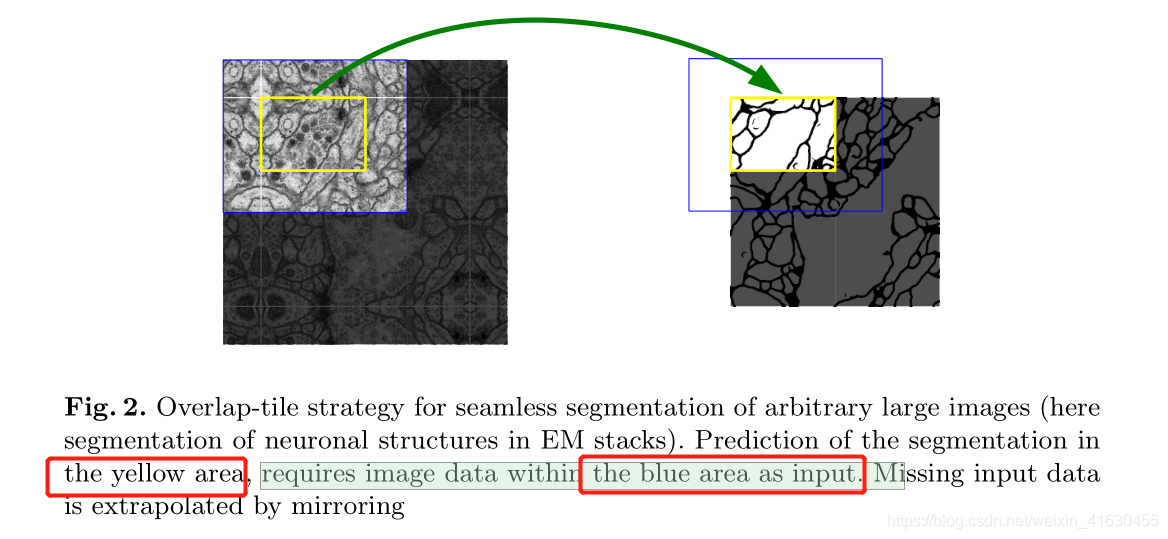 Fig. 2. Overlap-tile strategy for seamless segmentation of arbitrary large images (here
segmentation of neuronal structures in EM stacks). Prediction of the segmentation in
the yellow area, requires image data within the blue area as input. Missing input data
is extrapolated by mirroring
https://blog.csdn.net/weixin_41630455